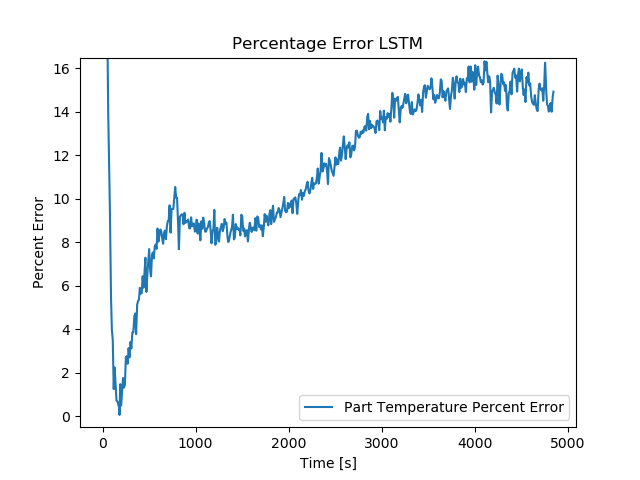 Percentage Error LSTM
Percent Error
16
14
12
10
8
6
4
2
0
Part Temperature Percent Error
0 1000 2000 3000 4000 5000
Time [s]